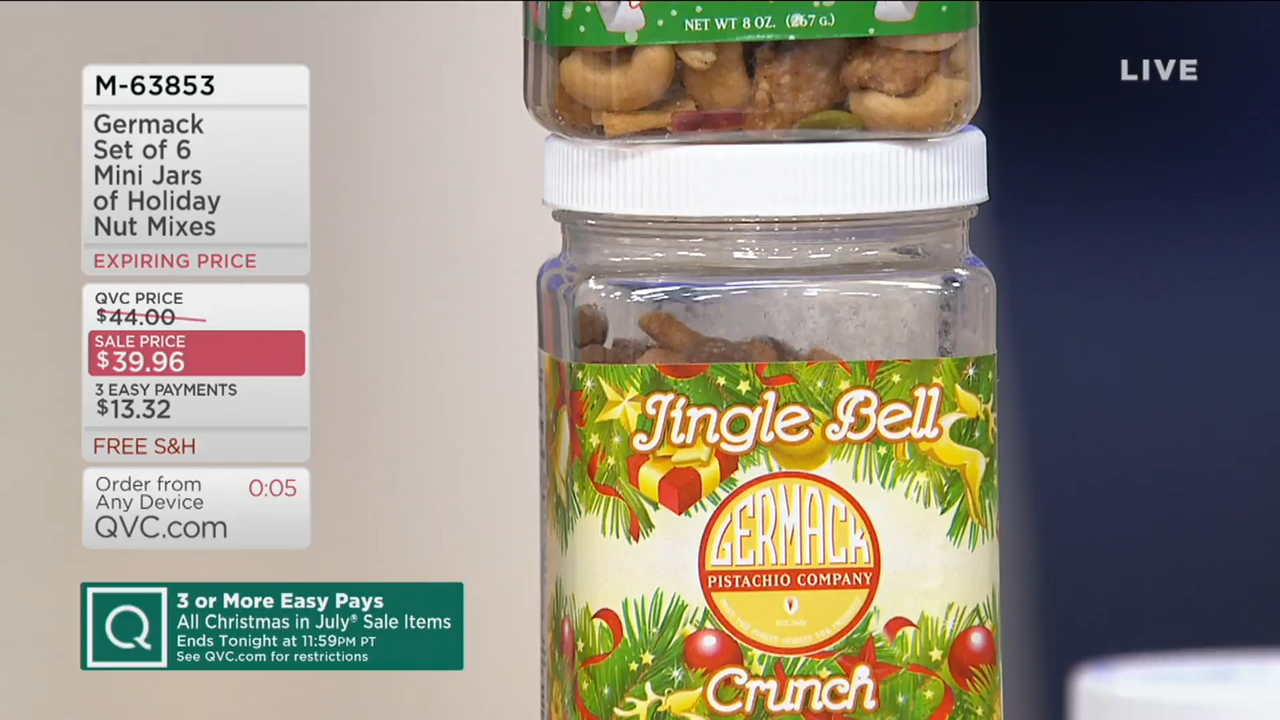 NET WT 8 OZ. (267 G.)
LIVE
M-63853
Germack
Set of 6
Mini Jars
of Holiday
Nut Mixes
EXPIRING PRICE
QVC PRICE
$44.00
SALE PRICE
$39.96
3 EASY PAYMENTS
$13.32
FREE S&H
Order from
Any Device
0:05
QVC.com
Q
3 or More Easy Pays
All Christmas in July® Sale Items
Ends Tonight at 11:59PM PT
See QVC.com for restrictions
Jingle Bell
GERMACK
PISTACHIO COMPANY
Crunch